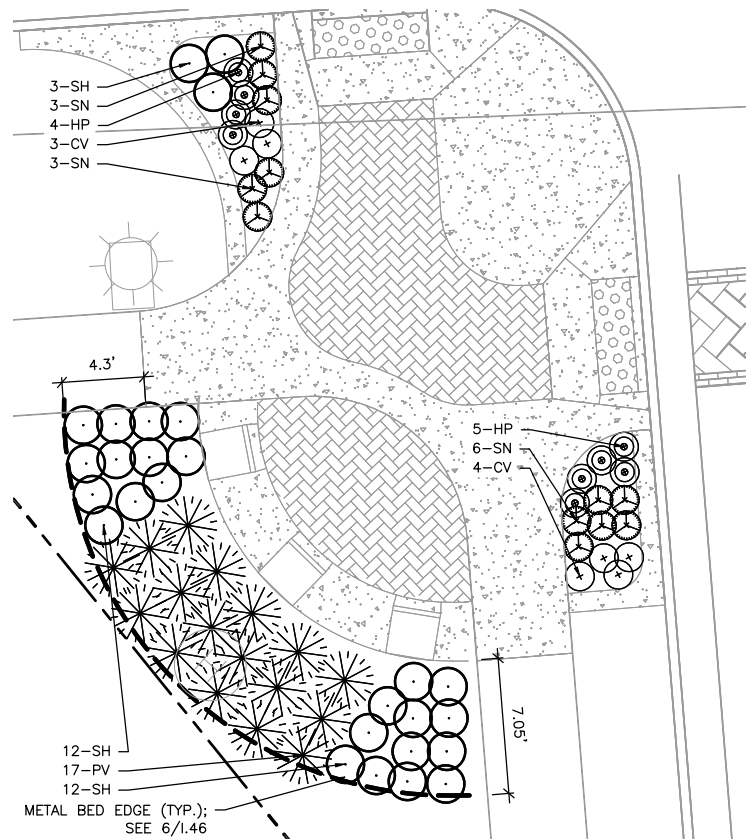 3-SH
3-SN
4-HP
3-CV
3-SN
4.3'
5-HP
6-SN
4-CV
7.05'
12-SH
17-PV
12-SH
METAL BED EDGE (TYP.);
SEE 6/I.46